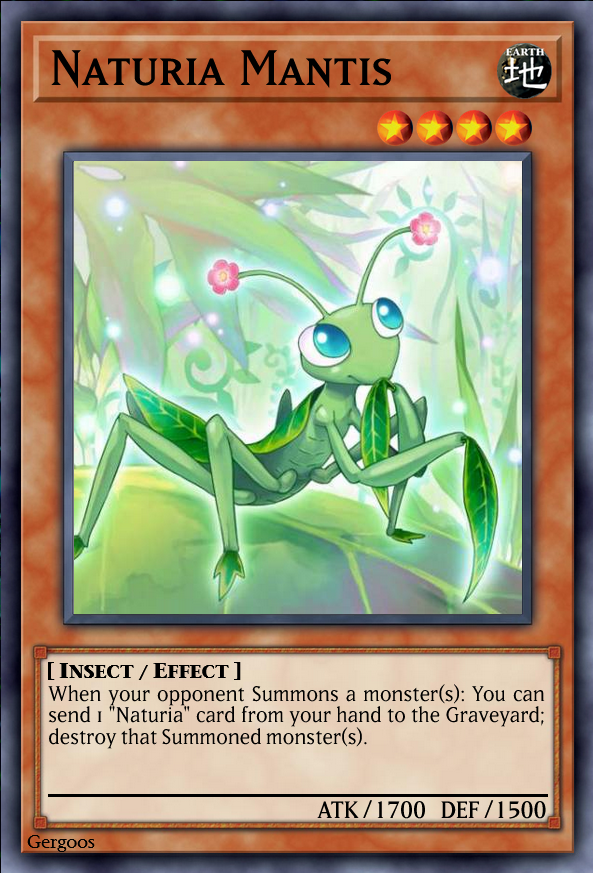 Naturia Mantis
EARTH
地
[ Insect / Effect ]
When your opponent Summons a monster(s): You can
send 1 "Naturia" card from your hand to the Graveyard;
destroy that Summoned monster(s).
ATK / 1700 DEF / 1500
Gergoos